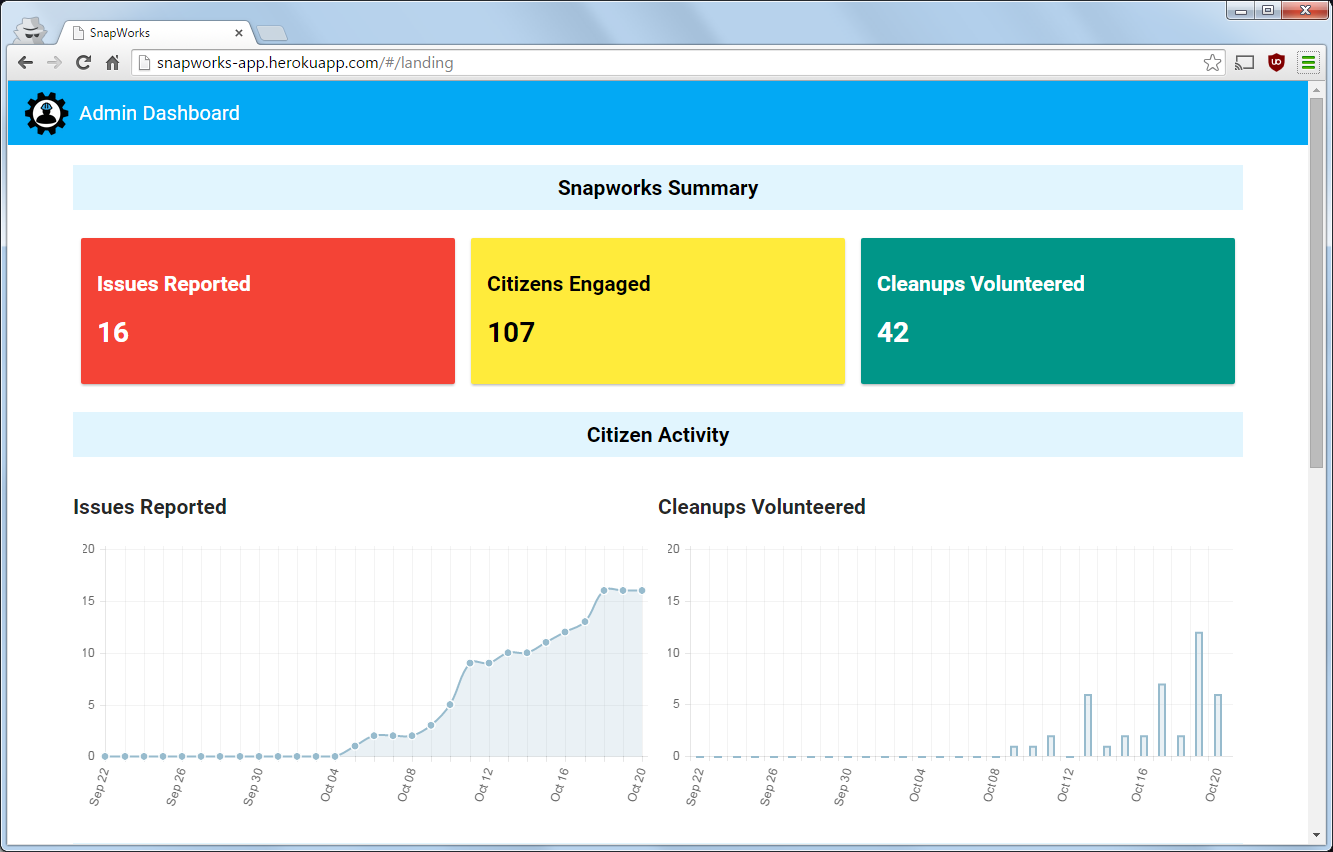 SnapWorks
snapworks-app.herokuapp.com/#/landing
Admin Dashboard
Snapworks Summary
Issues Reported
16
Citizens Engaged
107
Cleanups Volunteered
42
Citizen Activity
Issues Reported
20
15
10
5
0
Sep 22
Sep 26
Sep 30
Oct 04
Oct 08
Oct 12
Oct 16
Oct 20
Cleanups Volunteered
20
15
10
5
0
Sep 22
Sep 26
Sep 30
Oct 04
Oct 08
Oct 12
Oct 16
Oct 20